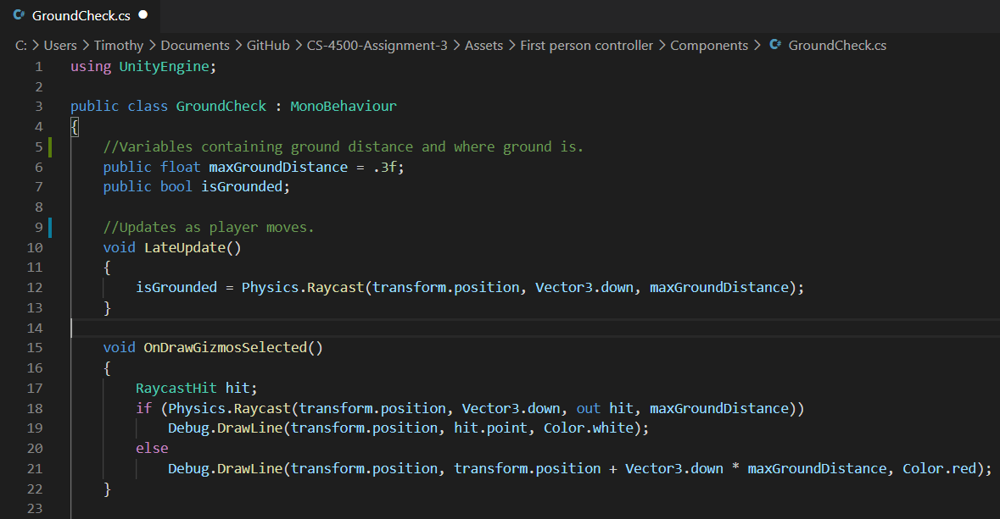 GroundCheck.cs
C: > Users > Timothy > Documents > GitHub > CS-4500-Assignment-3 > Assets > First person controller > Components > C# GroundCheck.cs
1 using UnityEngine;
2
3 public class GroundCheck : MonoBehaviour
4 {
5     //Variables containing ground distance and where ground is.
6     public float maxGroundDistance = .3f;
7     public bool isGrounded;
8
9     //Updates as player moves.
10     void LateUpdate()
11     {
12         isGrounded = Physics.Raycast(transform.position, Vector3.down, maxGroundDistance);
13     }
14
15     void OnDrawGizmosSelected()
16     {
17         RaycastHit hit;
18         if (Physics.Raycast(transform.position, Vector3.down, out hit, maxGroundDistance))
19             Debug.DrawLine(transform.position, hit.point, Color.white);
20         else
21             Debug.DrawLine(transform.position, transform.position + Vector3.down * maxGroundDistance, Color.red);
22     }
23